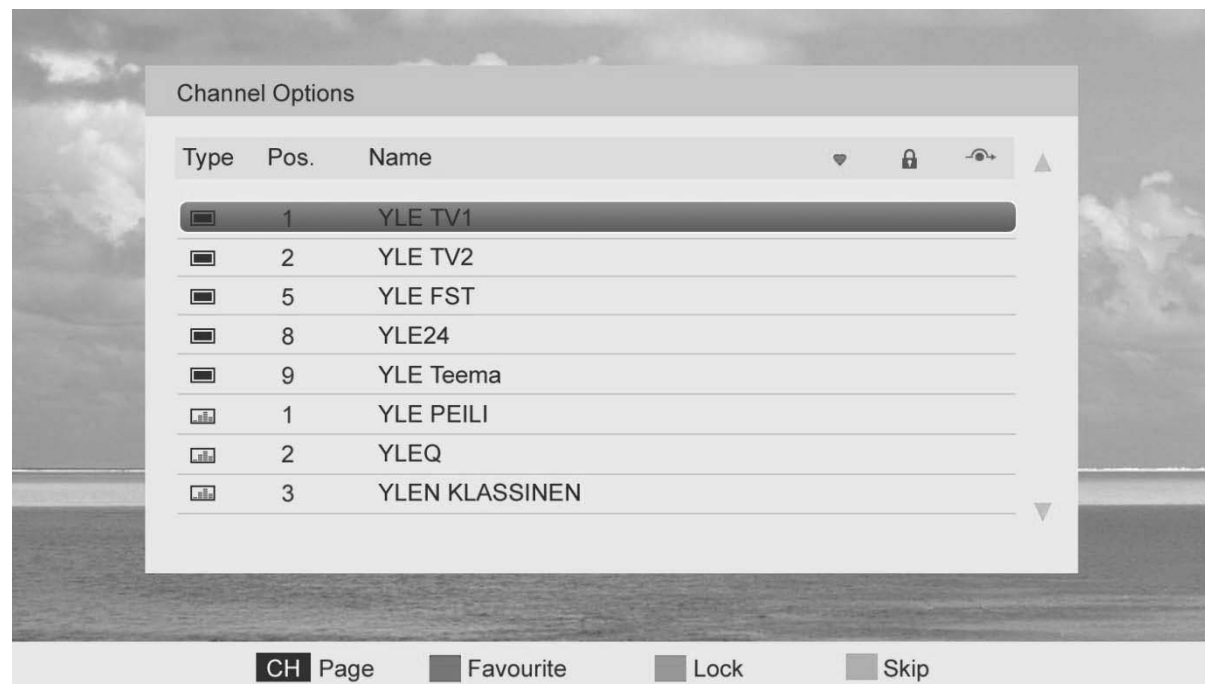 Channel Options
Type Pos. Name
1 YLE TV1
2 YLE TV2
5 YLE FST
8 YLE24
9 YLE Teema
1 YLE PEILI
2 YLEQ
3 YLEN KLASSINEN
CH Page Favourite Lock Skip